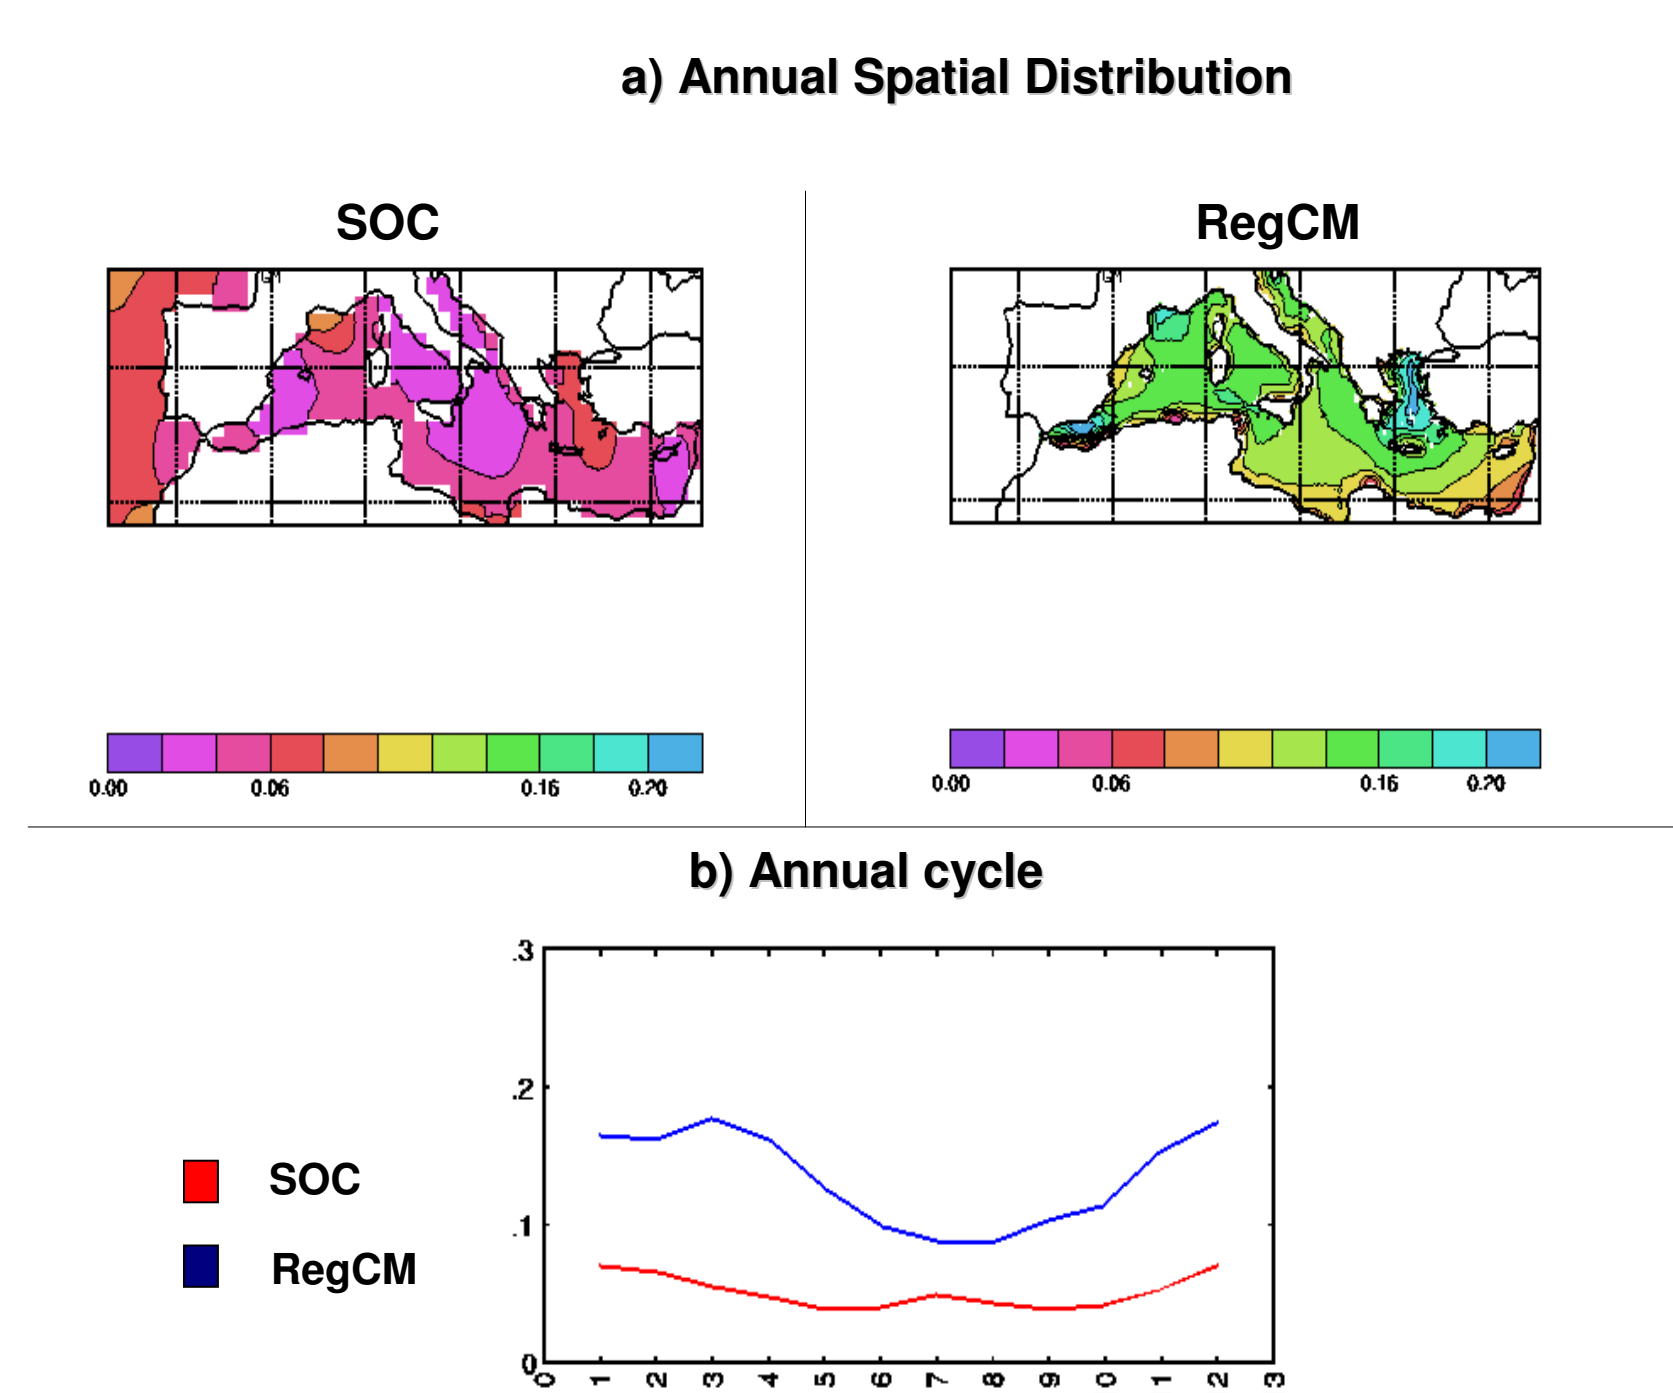 a) Annual Spatial Distribution
SOC
RegCM
0.00 0.06 0.16 0.20
0.00 0.06 0.16 0.20
b) Annual cycle
.3
.2
.1
0
SOC
RegCM
0 1 2 3 4 5 6 7 8 9 0 1 2 3